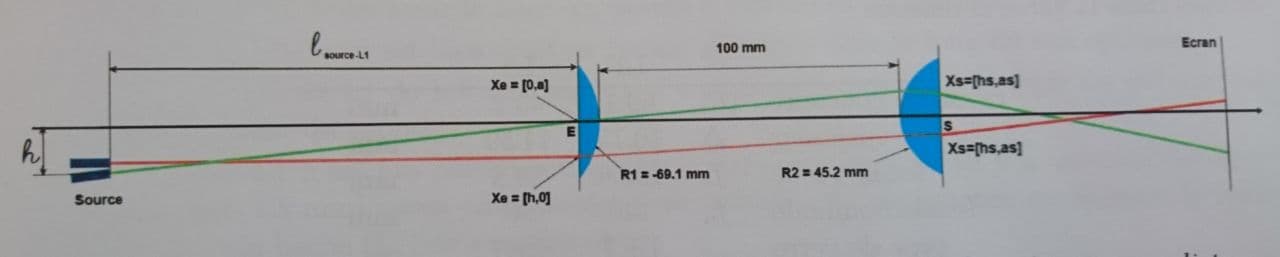 ℓ source-L1
100 mm
Ecran
Xe = [0,a]
Xs=[hs,as]
E
S
h
Xs=[hs,as]
R1 = -69.1 mm
R2 = 45.2 mm
Source
Xe = [h,0]